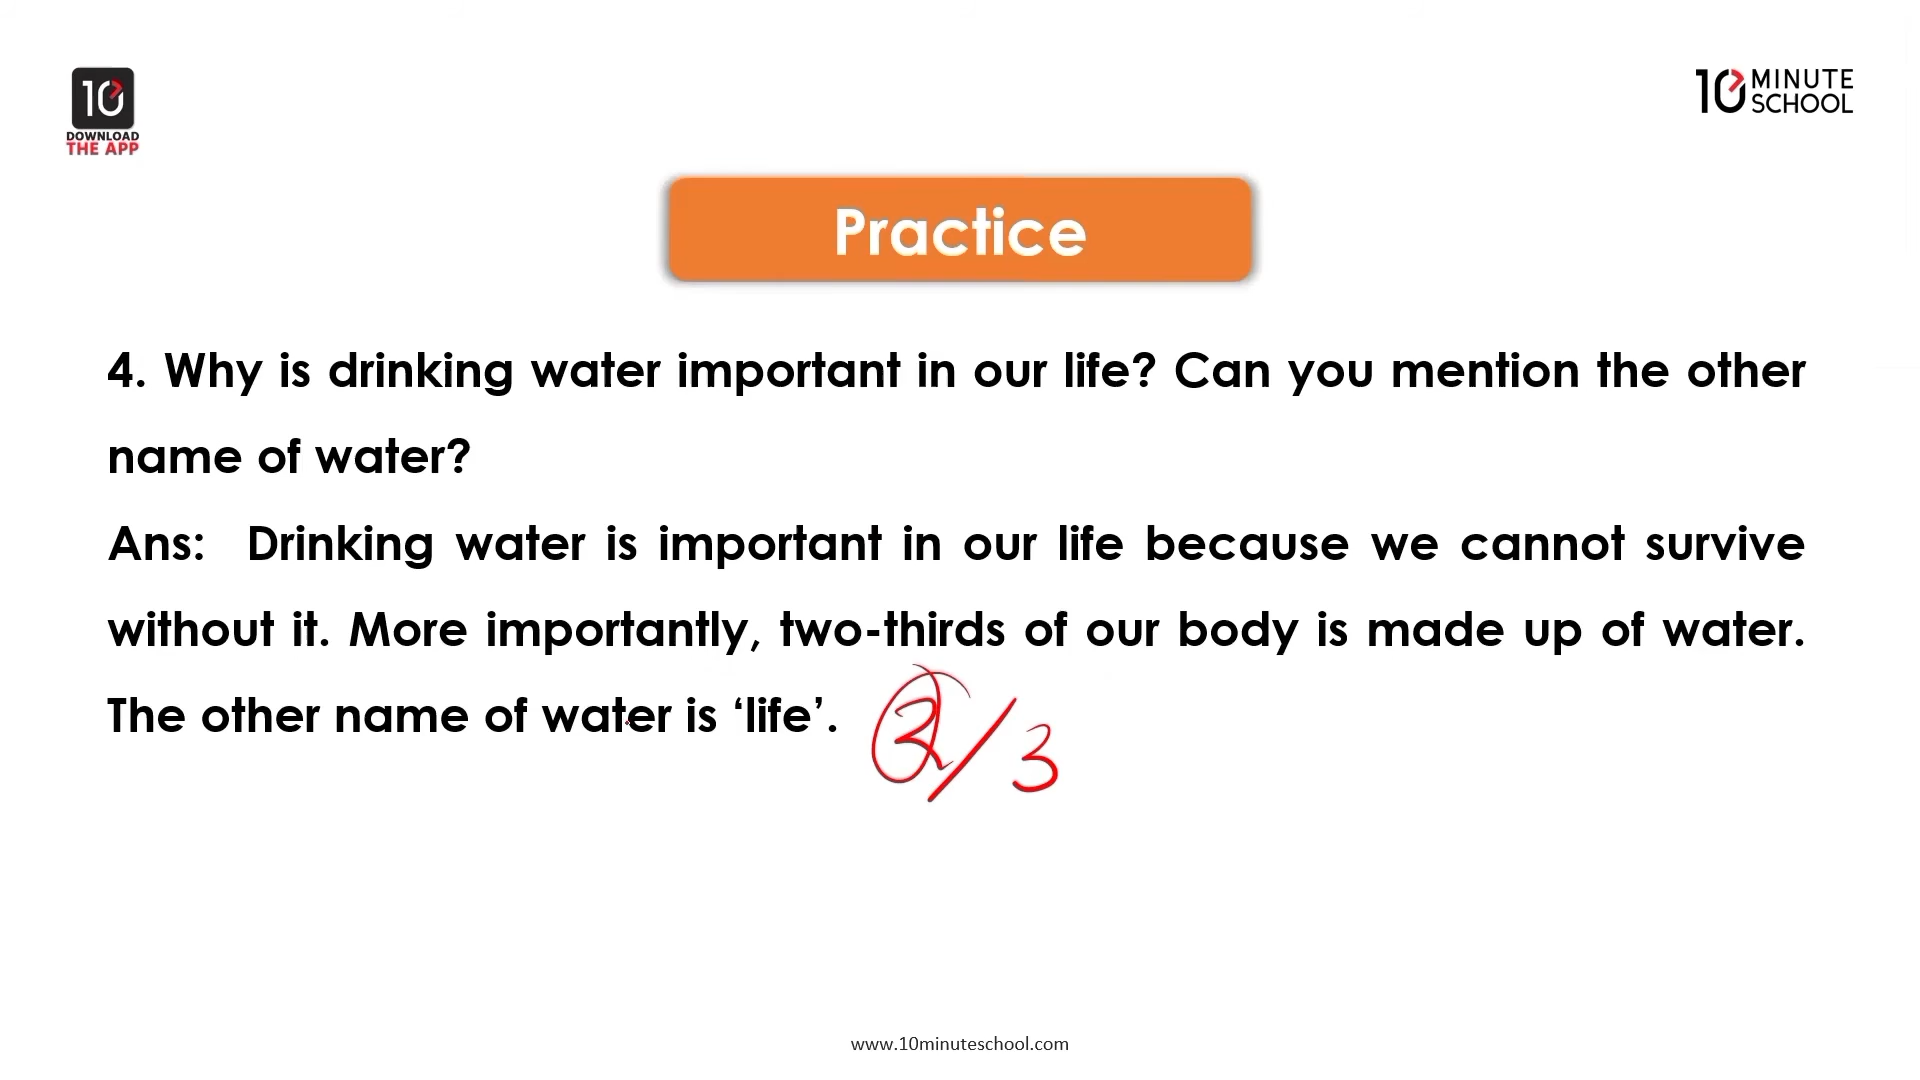 10
DOWNLOAD
THE APP
10 MINUTE
SCHOOL
Practice
4. Why is drinking water important in our life? Can you mention the other
name of water?
Ans: Drinking water is important in our life because we cannot survive
without it. More importantly, two-thirds of our body is made up of water.
The other name of water is ‘life’.
2/3
www.10minuteschool.com